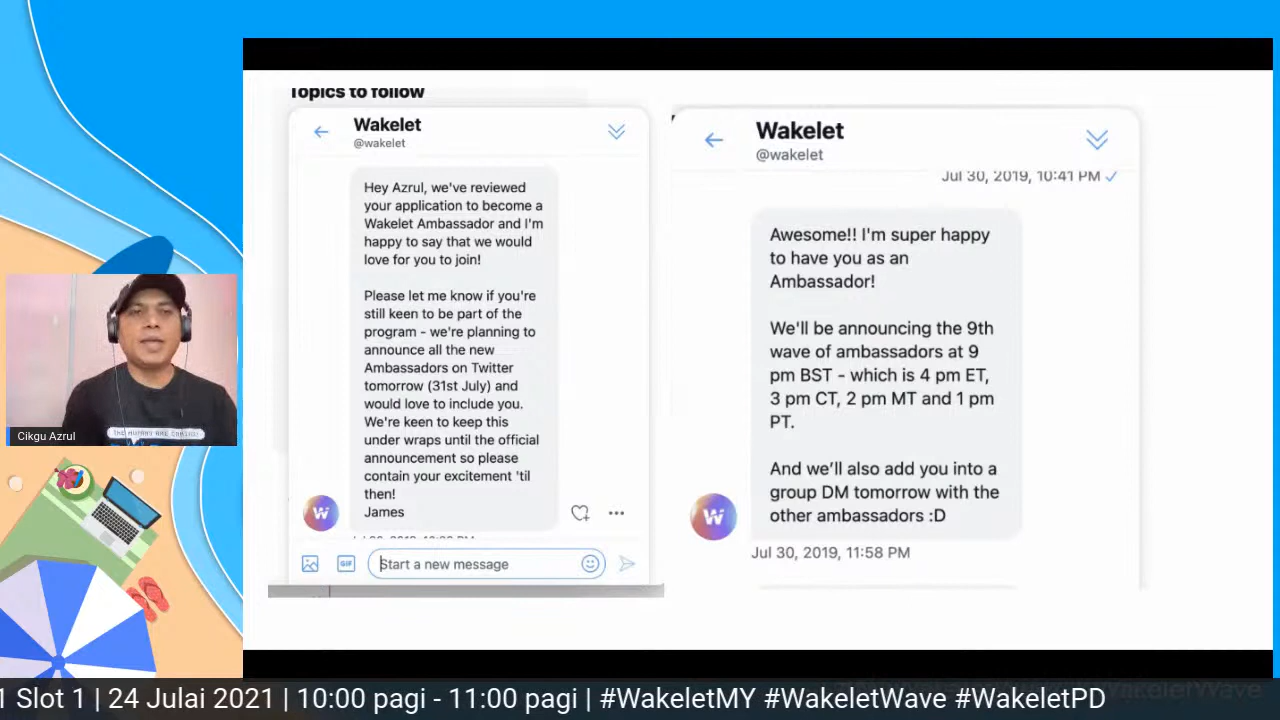 Topics to follow
Wakelet
@wakelet
Hey Azrul, we've reviewed
your application to become a
Wakelet Ambassador and I'm
happy to say that we would
love for you to join!
Please let me know if you're
still keen to be part of the
program - we're planning to
announce all the new
Ambassadors on Twitter
tomorrow (31st July) and
would love to include you.
We're keen to keep this
under wraps until the official
announcement so please
contain your excitement 'til
then!
James
GIF
Start a new message
Wakelet
@wakelet
Jul 30, 2019, 10:41 PM
Awesome!! I'm super happy
to have you as an
Ambassador!
We'll be announcing the 9th
wave of ambassadors at 9
pm BST - which is 4 pm ET,
3 pm CT, 2 pm MT and 1 pm
PT.
And we'll also add you into a
group DM tomorrow with the
other ambassadors :D
Jul 30, 2019, 11:58 PM
Cikgu Azrul
1 Slot 1 | 24 Julai 2021 | 10:00 pagi - 11:00 pagi | #WakeletMY #WakeletWave #WakeletPD